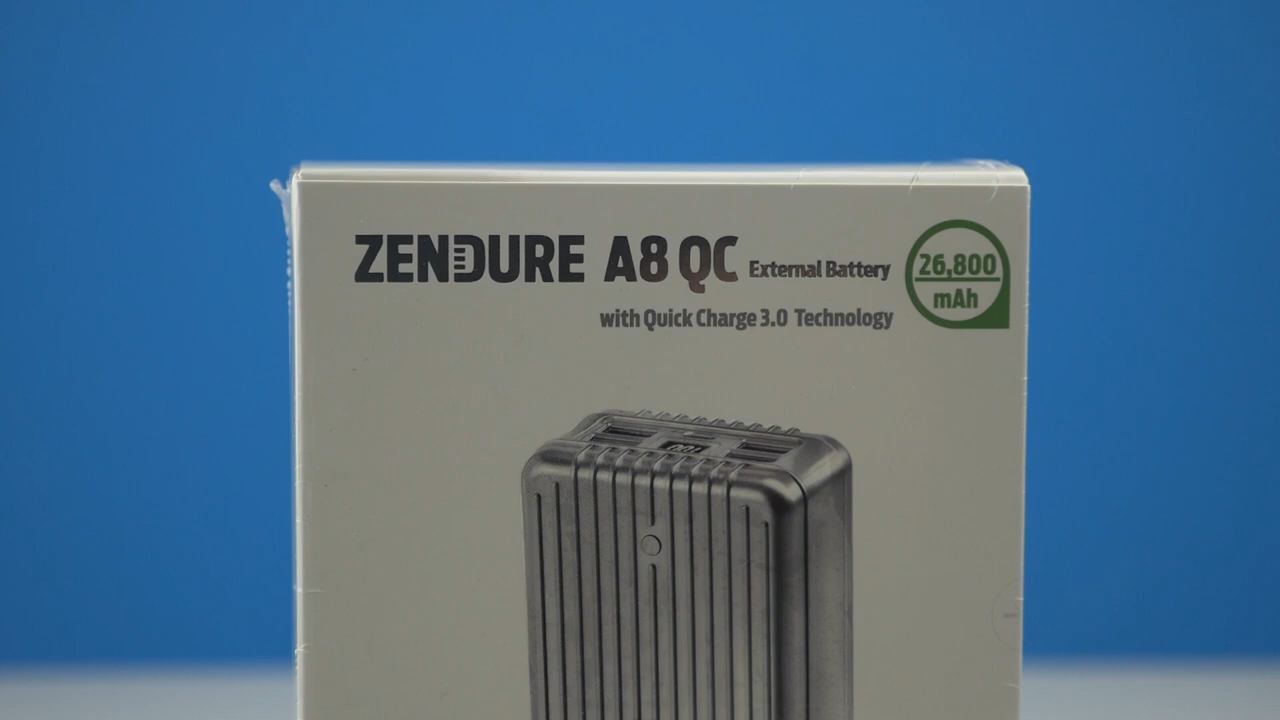 ZENDURE A8 QC External Battery
with Quick Charge 3.0 Technology
26,800
mAh